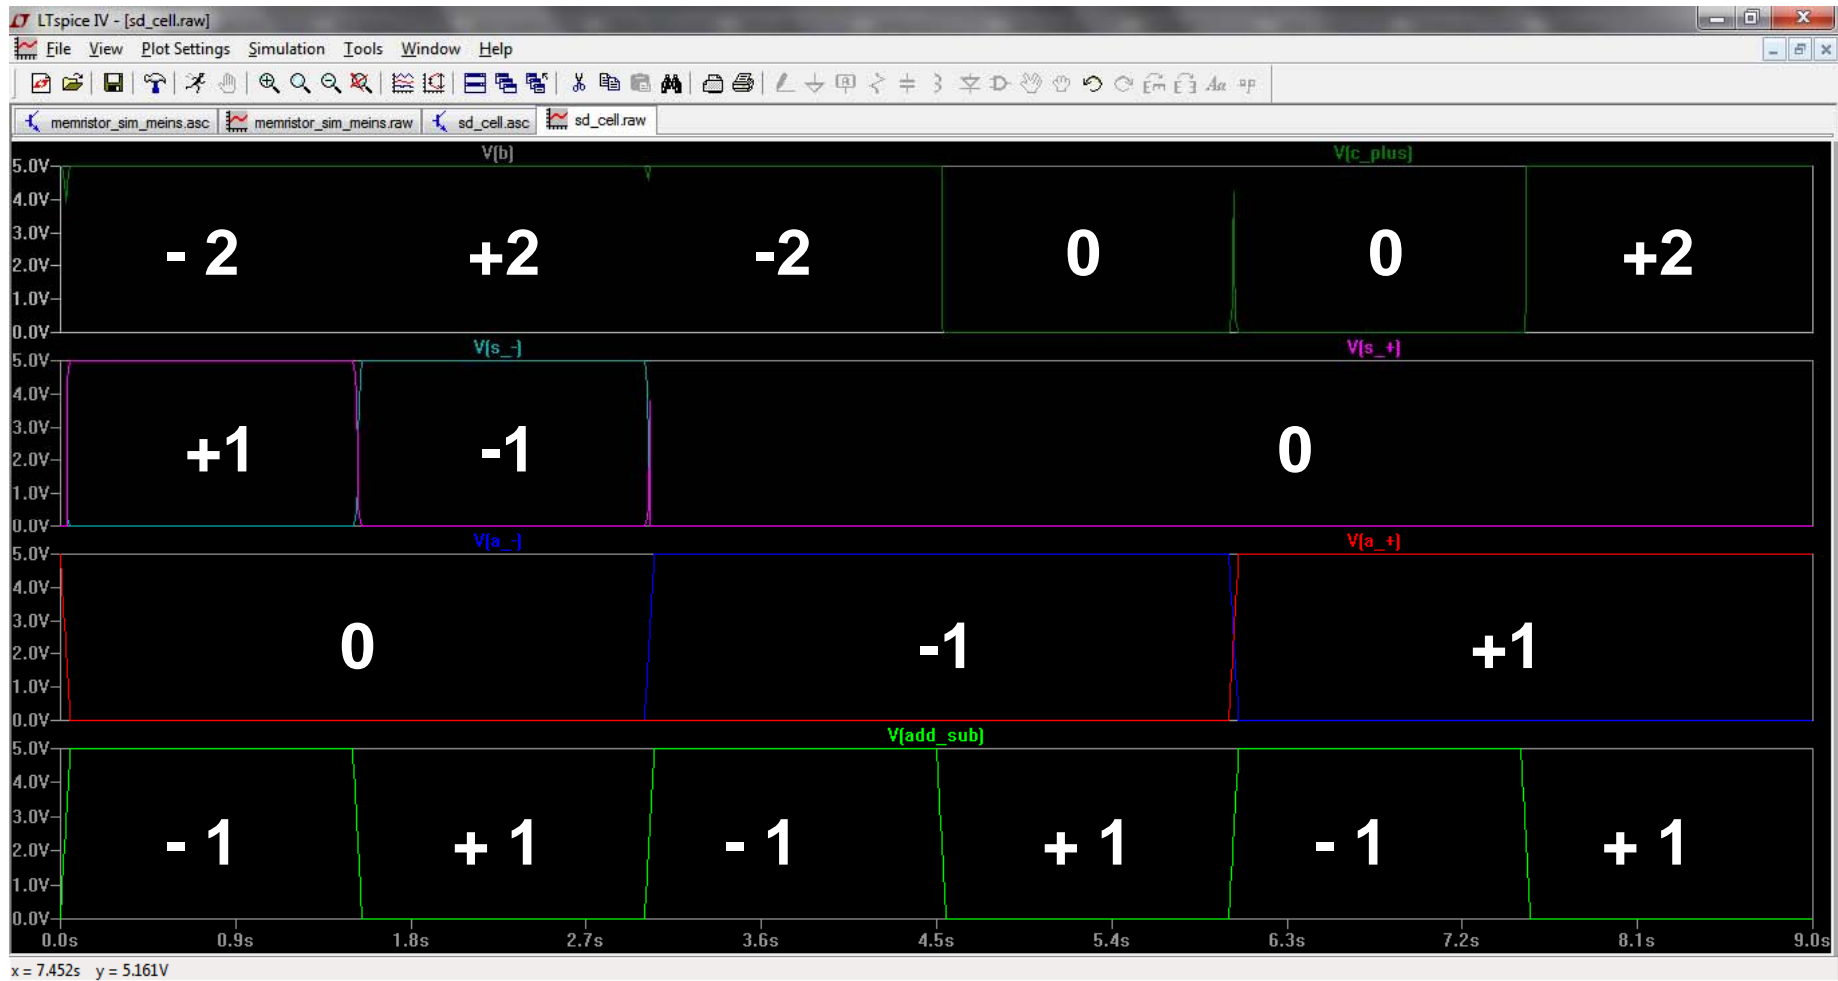 LTspice IV - [sd_cell.raw]
File View Plot Settings Simulation Tools Window Help
memristor_sim_meins.asc memristor_sim_meins.raw sd_cell.asc sd_cell.raw
V(b) V(c_plus)
5.0V
4.0V
3.0V
2.0V
1.0V
0.0V
- 2 +2 -2 0 0 +2
V(s_-) V(s_+)
5.0V
4.0V
3.0V
2.0V
1.0V
0.0V
+1 -1 0
V(a_-) V(a_+)
5.0V
4.0V
3.0V
2.0V
1.0V
0.0V
0 -1 +1
V(add_sub)
5.0V
4.0V
3.0V
2.0V
1.0V
0.0V
- 1 + 1 - 1 + 1 - 1 + 1
0.0s 0.9s 1.8s 2.7s 3.6s 4.5s 5.4s 6.3s 7.2s 8.1s 9.0s
x = 7.452s y = 5.161V